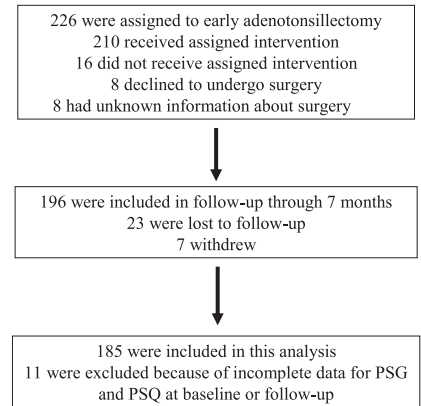 226 were assigned to early adenotonsillectomy
210 received assigned intervention
16 did not receive assigned intervention
8 declined to undergo surgery
8 had unknown information about surgery
196 were included in follow-up through 7 months
23 were lost to follow-up
7 withdrew
185 were included in this analysis
11 were excluded because of incomplete data for PSG
and PSQ at baseline or follow-up